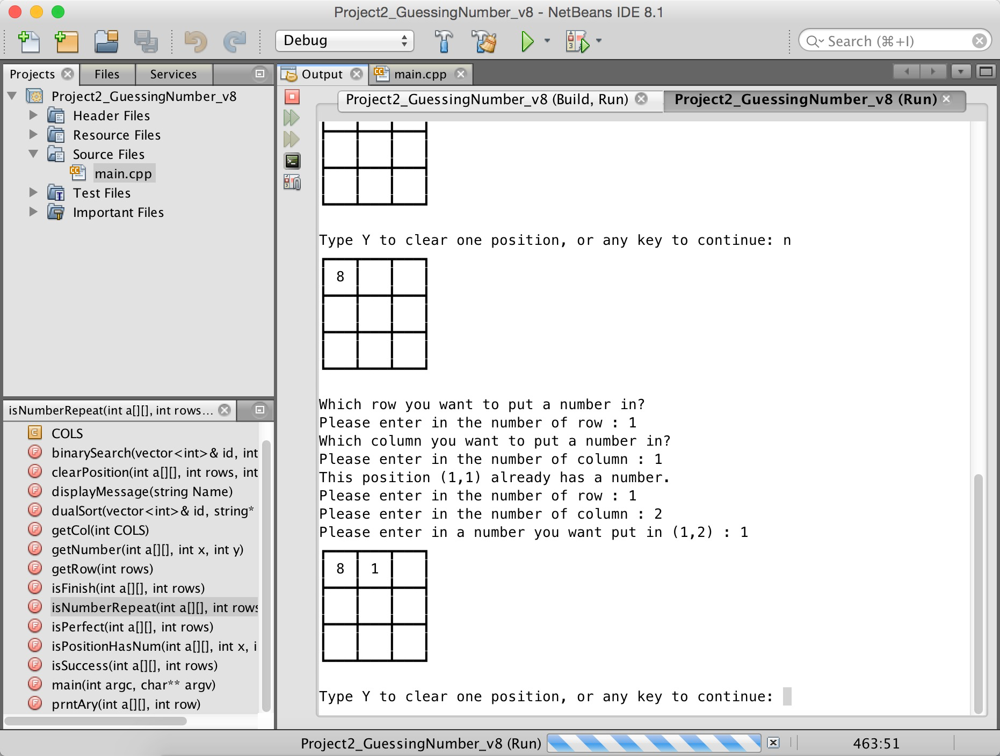 Project2_GuessingNumber_v8 - NetBeans IDE 8.1
Debug
Search (⌘+I)
Projects
Files
Services
Output
main.cpp
Project2_GuessingNumber_v8
Header Files
Resource Files
Source Files
main.cpp
Test Files
Important Files
isNumberRepeat(int a[][], int rows...
COLS
binarySearch(vector<int>& id, int
clearPosition(int a[][], int rows, int
displayMessage(string Name)
dualSort(vector<int>& id, string*
getCol(int COLS)
getNumber(int a[][], int x, int y)
getRow(int rows)
isFinish(int a[][], int rows)
isNumberRepeat(int a[][], int rows
isPerfect(int a[][], int rows)
isPositionHasNum(int a[][], int x, i
isSuccess(int a[][], int rows)
main(int argc, char** argv)
prntAry(int a[][], int row)
Project2_GuessingNumber_v8 (Build, Run)
Project2_GuessingNumber_v8 (Run)
Type Y to clear one position, or any key to continue: n
8
Which row you want to put a number in?
Please enter in the number of row : 1
Which column you want to put a number in?
Please enter in the number of column : 1
This position (1,1) already has a number.
Please enter in the number of row : 1
Please enter in the number of column : 2
Please enter in a number you want put in (1,2) : 1
8 1
Type Y to clear one position, or any key to continue:
Project2_GuessingNumber_v8 (Run)
463:51